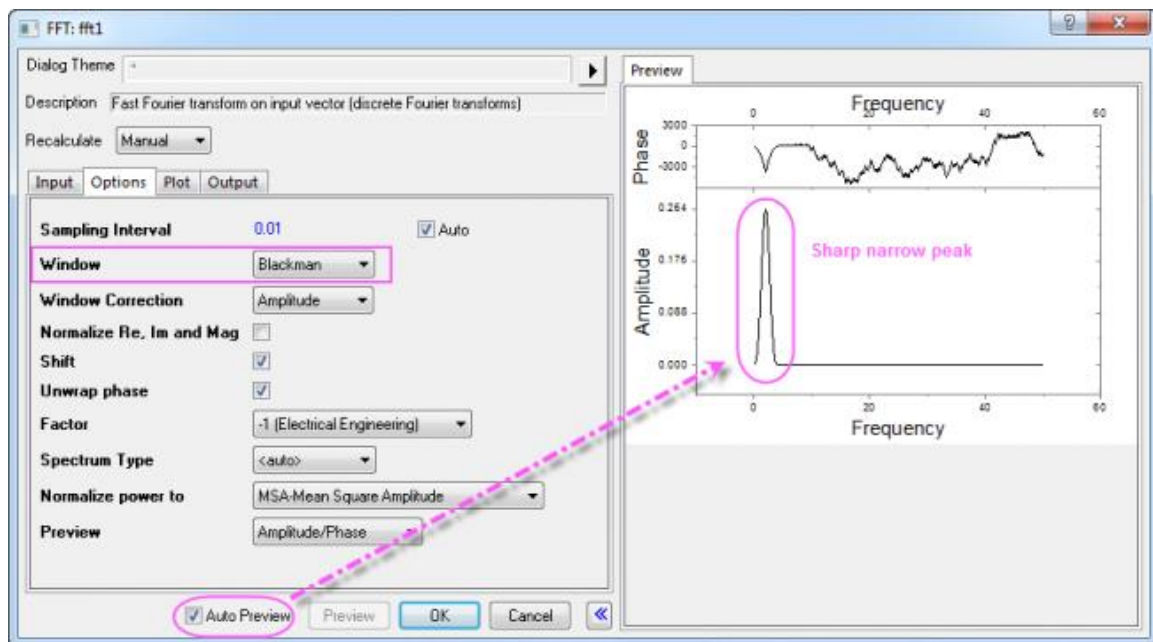 FFT: fft1
Dialog Theme *
Description Fast Fourier transform on input vector (discrete Fourier transforms)
Recalculate Manual
Input Options Plot Output
Sampling Interval 0.01 Auto
Window Blackman
Window Correction Amplitude
Normalize Re, Im and Mag
Shift
Unwrap phase
Factor -1 (Electrical Engineering)
Spectrum Type <auto>
Normalize power to MSA-Mean Square Amplitude
Preview Amplitude/Phase
Auto Preview Preview OK Cancel
Preview
Frequency
0 20 40 60
Phase
3000
0
-3000
Amplitude
0.264
0.176
0.088
0.000
Sharp narrow peak
0 20 40 60
Frequency